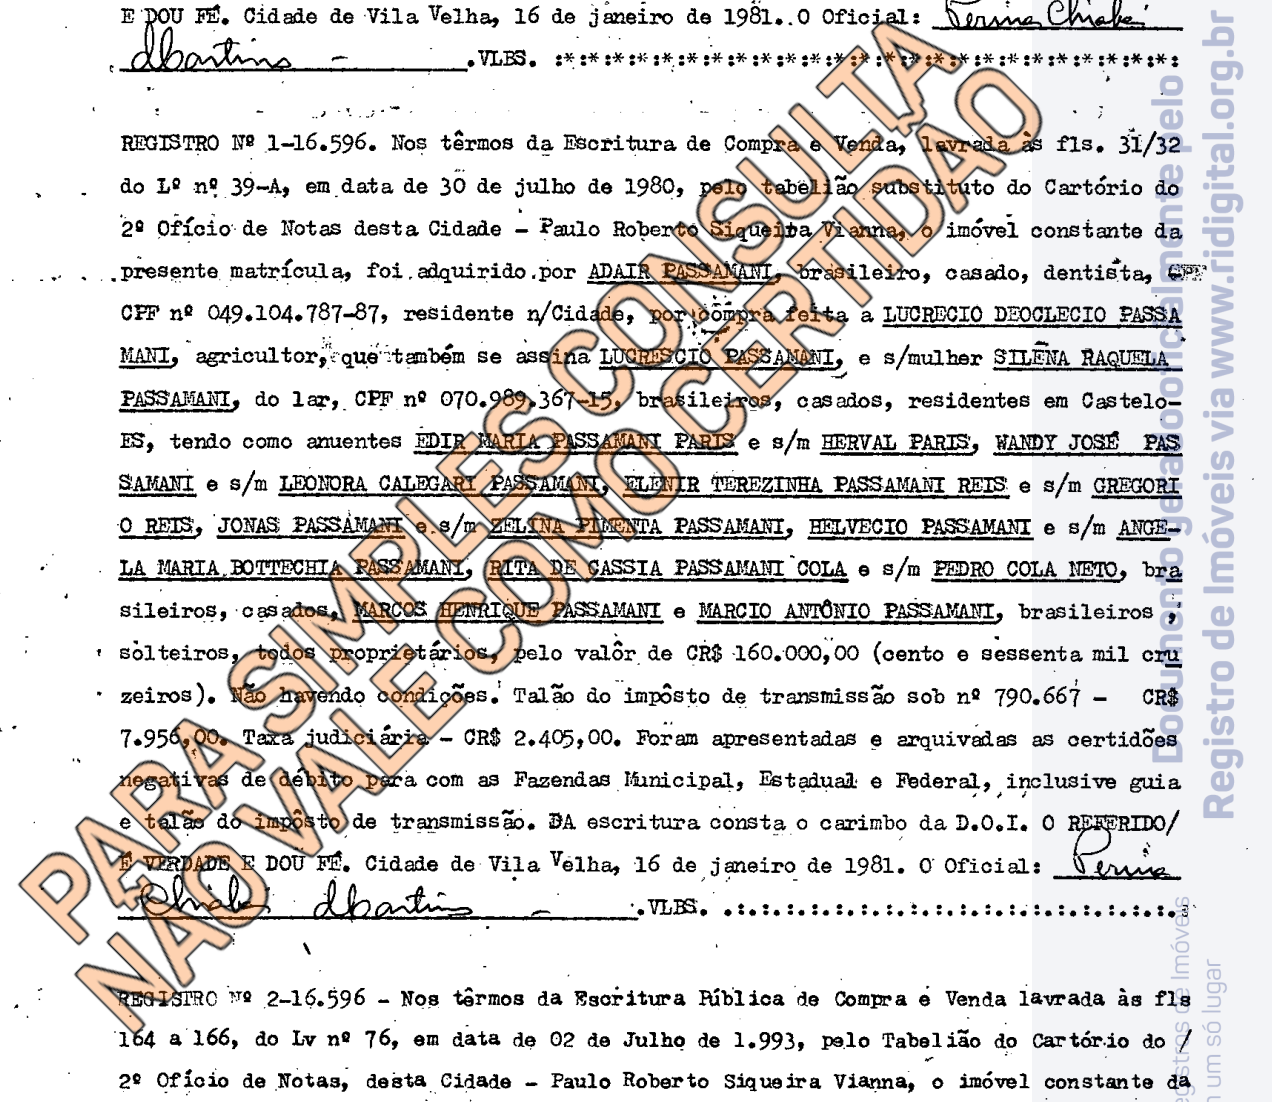 E DOU FÉ. Cidade de Vila Velha, 16 de janeiro de 1981. O Oficial: Perina Chiabai
Martins - .VLBS. :*:*:*:*:*:*:*:*:*:*:*:*:*:*:*:*:*:*:*:*:*:*:*:*:*:
REGISTRO Nº 1-16.596. Nos têrmos da Escritura de Compra e Venda, lavrada às fls. 31/32
do Lº nº 39-A, em data de 30 de julho de 1980, pelo tabelião substituto do Cartório do
2º Ofício de Notas desta Cidade - Paulo Roberto Siqueira Vianna, o imóvel constante da
presente matrícula, foi adquirido por ADAIR PASSAMANI, brasileiro, casado, dentista, CPF
CPF nº 049.104.787-87, residente n/Cidade, por compra feita a LUCRECIO DEOCLECIO PASSA
MANI, agricultor, que também se assina LUCRESCIO PASSAMANI, e s/mulher SILENA RAQUELA
PASSAMANI, do lar, CPF nº 070.989.367-15, brasileiros, casados, residentes em Castelo-
ES, tendo como anuentes EDIR MARIA PASSAMANI PARIS e s/m HERVAL PARIS, WANDY JOSÉ PAS
SAMANI e s/m LEONORA CALEGARI PASSAMANI, ELENIR TEREZINHA PASSAMANI REIS e s/m GREGORI
O REIS, JONAS PASSAMANI e s/m ZELINA PIMENTA PASSAMANI, HELVECIO PASSAMANI e s/m ANGE-
LA MARIA BOTTECHIA PASSAMANI, RITA DE CASSIA PASSAMANI COLA e s/m PEDRO COLA NETO, bra
sileiros, casados, MARCOS HENRIQUE PASSAMANI e MARCIO ANTÔNIO PASSAMANI, brasileiros ,
solteiros, todos proprietários, pelo valôr de CR$ 160.000,00 (cento e sessenta mil cru
zeiros). Não havendo condições. Talão do impôsto de transmissão sob nº 790.667 - CR$
7.956,00. Taxa judiciária - CR$ 2.405,00. Foram apresentadas e arquivadas as certidões
negativas de débito para com as Fazendas Municipal, Estadual e Federal, inclusive guia
e talão do impôsto de transmissão. DA escritura consta o carimbo da D.O.I. O REFERIDO/
É VERDADE E DOU FÉ. Cidade de Vila Velha, 16 de janeiro de 1981. O Oficial: Perina
Chiabai Martins - .VLBS. .:.:.:.:.:.:.:.:.:.:.:.:.:.:.:.:.:.:.:
REGISTRO Nº 2-16.596 - Nos têrmos da Escritura Pública de Compra e Venda lavrada às fls
164 a 166, do Lv nº 76, em data de 02 de Julho de 1.993, pelo Tabelião do Cartório do /
2º Ofício de Notas, desta Cidade - Paulo Roberto Siqueira Vianna, o imóvel constante da
PARA SIMPLES CONSULTA
NÃO VALE COMO CERTIDÃO
Documento gerado oficialmente pelo
Registro de Imóveis via www.ridigital.org.br
de Imóveis
um só lugar